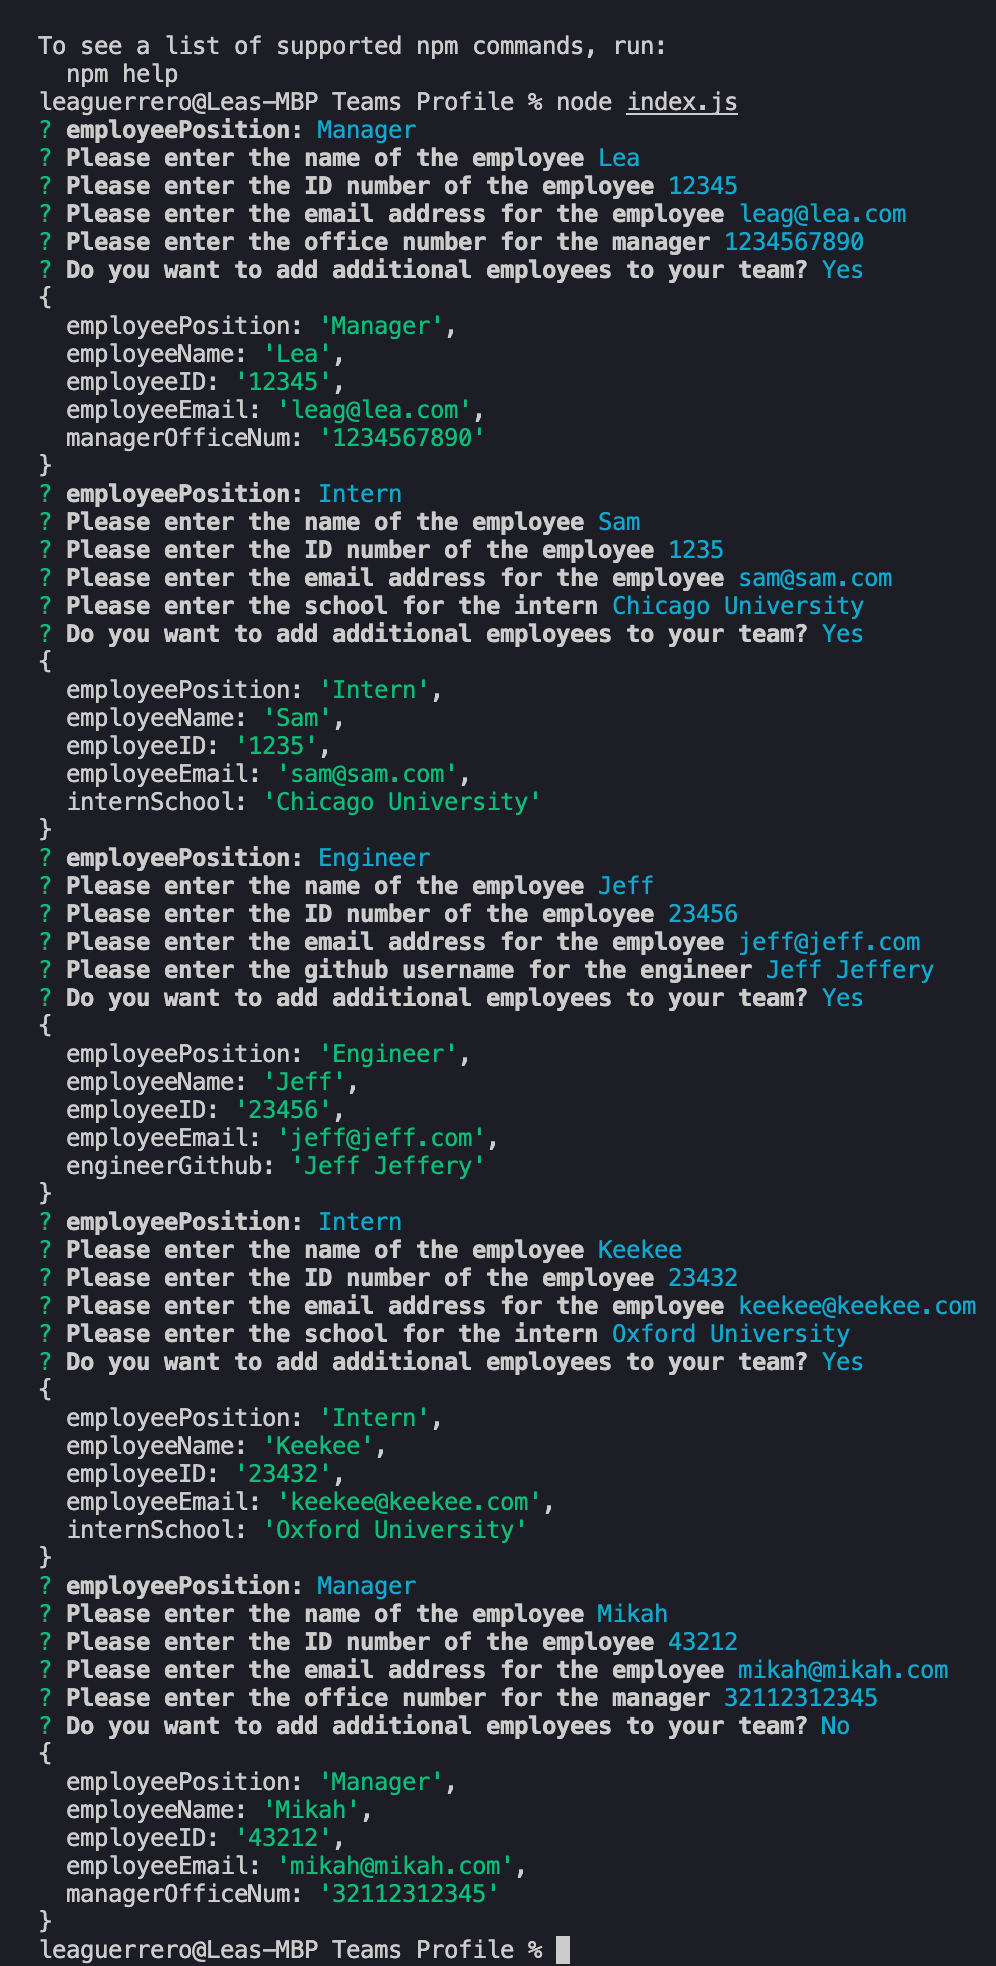 To see a list of supported npm commands, run:
  npm help
leaguerrero@Leas-MBP Teams Profile % node index.js
? employeePosition: Manager
? Please enter the name of the employee Lea
? Please enter the ID number of the employee 12345
? Please enter the email address for the employee leag@lea.com
? Please enter the office number for the manager 1234567890
? Do you want to add additional employees to your team? Yes
{
  employeePosition: 'Manager',
  employeeName: 'Lea',
  employeeID: '12345',
  employeeEmail: 'leag@lea.com',
  managerOfficeNum: '1234567890'
}
? employeePosition: Intern
? Please enter the name of the employee Sam
? Please enter the ID number of the employee 1235
? Please enter the email address for the employee sam@sam.com
? Please enter the school for the intern Chicago University
? Do you want to add additional employees to your team? Yes
{
  employeePosition: 'Intern',
  employeeName: 'Sam',
  employeeID: '1235',
  employeeEmail: 'sam@sam.com',
  internSchool: 'Chicago University'
}
? employeePosition: Engineer
? Please enter the name of the employee Jeff
? Please enter the ID number of the employee 23456
? Please enter the email address for the employee jeff@jeff.com
? Please enter the github username for the engineer Jeff Jeffery
? Do you want to add additional employees to your team? Yes
{
  employeePosition: 'Engineer',
  employeeName: 'Jeff',
  employeeID: '23456',
  employeeEmail: 'jeff@jeff.com',
  engineerGithub: 'Jeff Jeffery'
}
? employeePosition: Intern
? Please enter the name of the employee Keekee
? Please enter the ID number of the employee 23432
? Please enter the email address for the employee keekee@keekee.com
? Please enter the school for the intern Oxford University
? Do you want to add additional employees to your team? Yes
{
  employeePosition: 'Intern',
  employeeName: 'Keekee',
  employeeID: '23432',
  employeeEmail: 'keekee@keekee.com',
  internSchool: 'Oxford University'
}
? employeePosition: Manager
? Please enter the name of the employee Mikah
? Please enter the ID number of the employee 43212
? Please enter the email address for the employee mikah@mikah.com
? Please enter the office number for the manager 32112312345
? Do you want to add additional employees to your team? No
{
  employeePosition: 'Manager',
  employeeName: 'Mikah',
  employeeID: '43212',
  employeeEmail: 'mikah@mikah.com',
  managerOfficeNum: '32112312345'
}
leaguerrero@Leas-MBP Teams Profile %